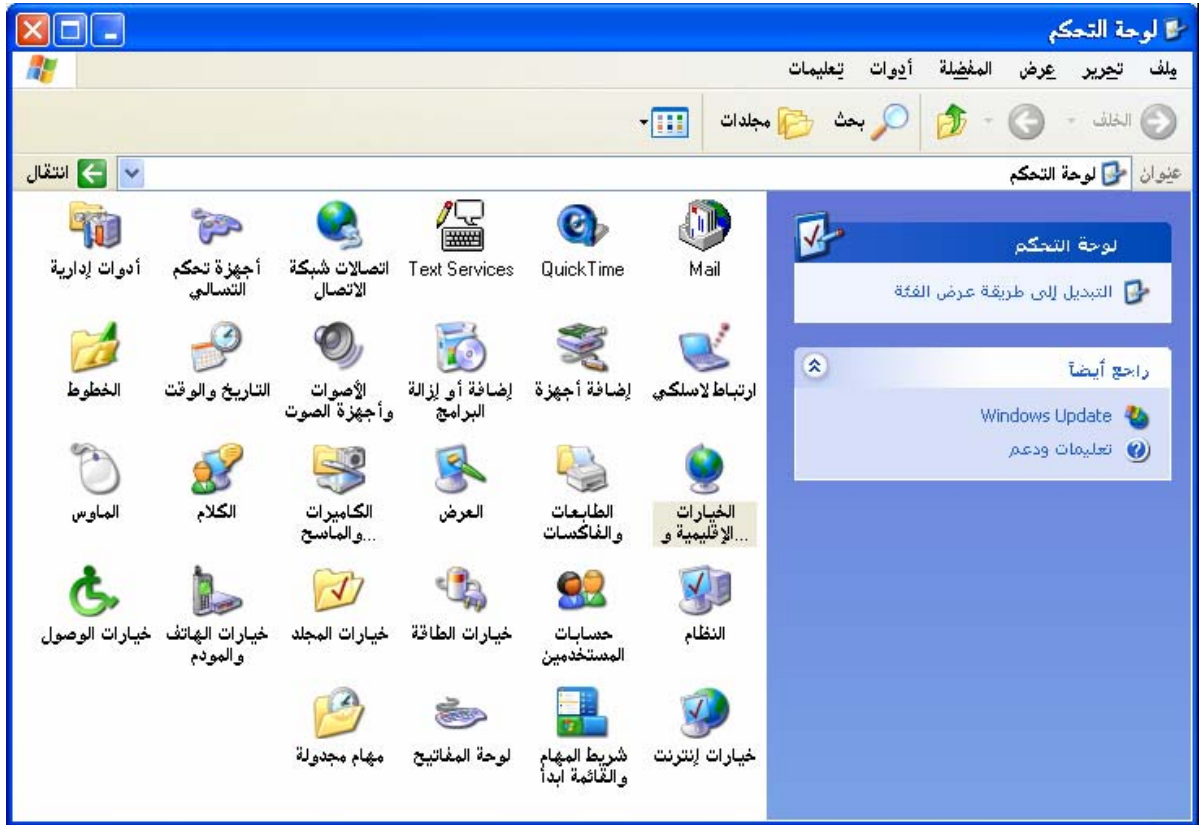 لوحة التحكم
ملف تحرير عرض المفضلة أدوات تعليمات
الخلف بحث مجلدات
عنوان لوحة التحكم انتقال
لوحة التحكم
التبديل إلى طريقة عرض الفئة
راجع أيضاً
Windows Update
تعليمات ودعم
Mail
QuickTime
Text Services
اتصالات شبكة
الاتصال
أجهزة تحكم
التسالي
أدوات إدارية
ارتباط لاسلكي
إضافة أجهزة
إضافة أو إزالة
البرامج
الأصوات
وأجهزة الصوت
التاريخ والوقت
الخطوط
الخيارات
الإقليمية و...
الطابعات
والفاكسات
العرض
الكاميرات
والماسح...
الكلام
الماوس
النظام
حسابات
المستخدمين
خيارات الطاقة
خيارات المجلد
خيارات الهاتف
والمودم
خيارات الوصول
خيارات إنترنت
شريط المهام
والقائمة ابدأ
لوحة المفاتيح
مهام مجدولة